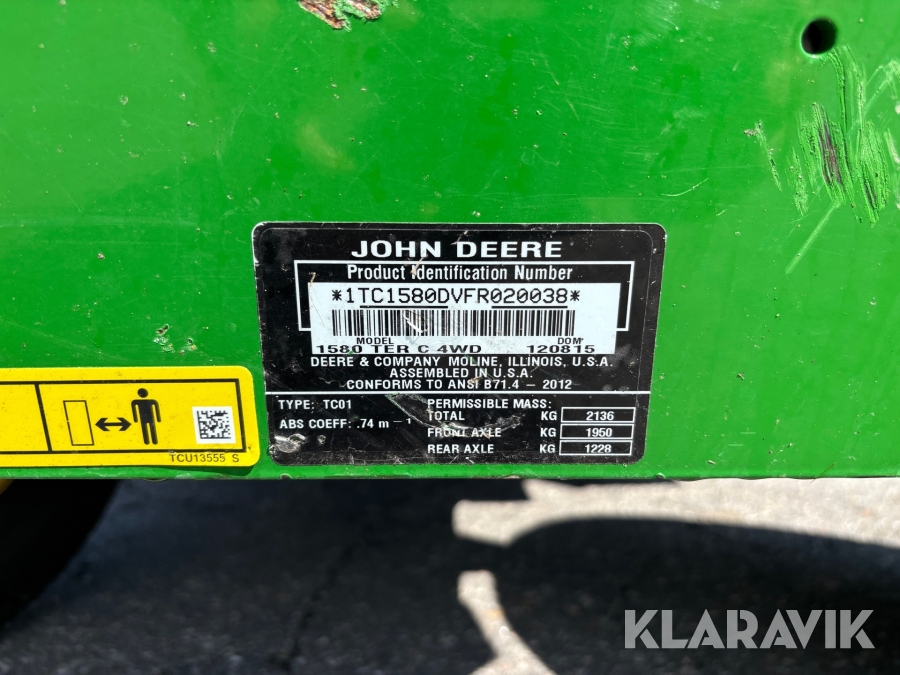 JOHN DEERE
Product Identification Number
*1TC1580DVFR020038*
MODEL DOM
1580 TER C 4WD 120815
DEERE & COMPANY MOLINE, ILLINOIS, U.S.A.
ASSEMBLED IN U.S.A.
CONFORMS TO ANSI B71.4 - 2012
TYPE: TC01 PERMISSIBLE MASS:
ABS COEFF: .74 m -1 TOTAL KG 2136
FRONT AXLE KG 1950
REAR AXLE KG 1228
TCU13555 S
KLARAVIK